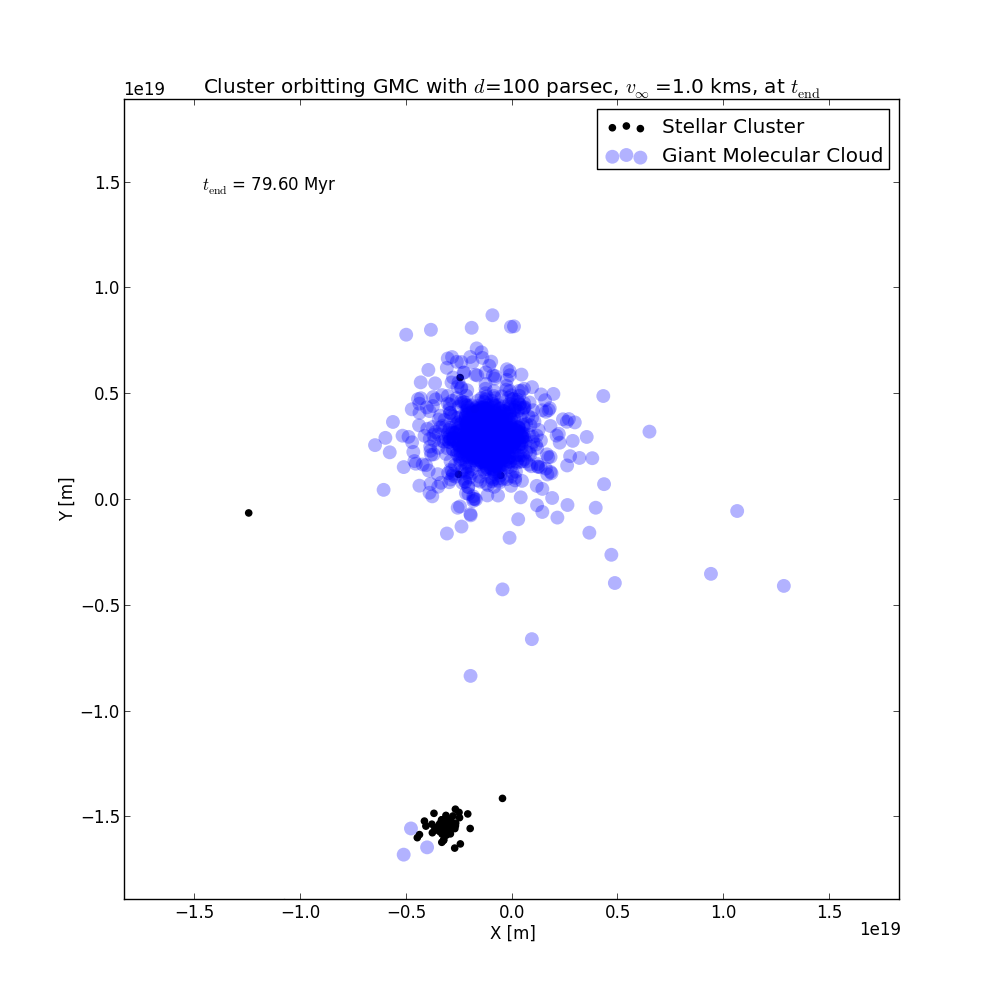 Cluster orbitting GMC with d=100 parsec, v∞ =1.0 kms, at t_end
1e19
Stellar Cluster
Giant Molecular Cloud
t_end = 79.60 Myr
1.5
1.0
0.5
0.0
−0.5
−1.0
−1.5
Y [m]
−1.5 −1.0 −0.5 0.0 0.5 1.0 1.5
X [m]
1e19